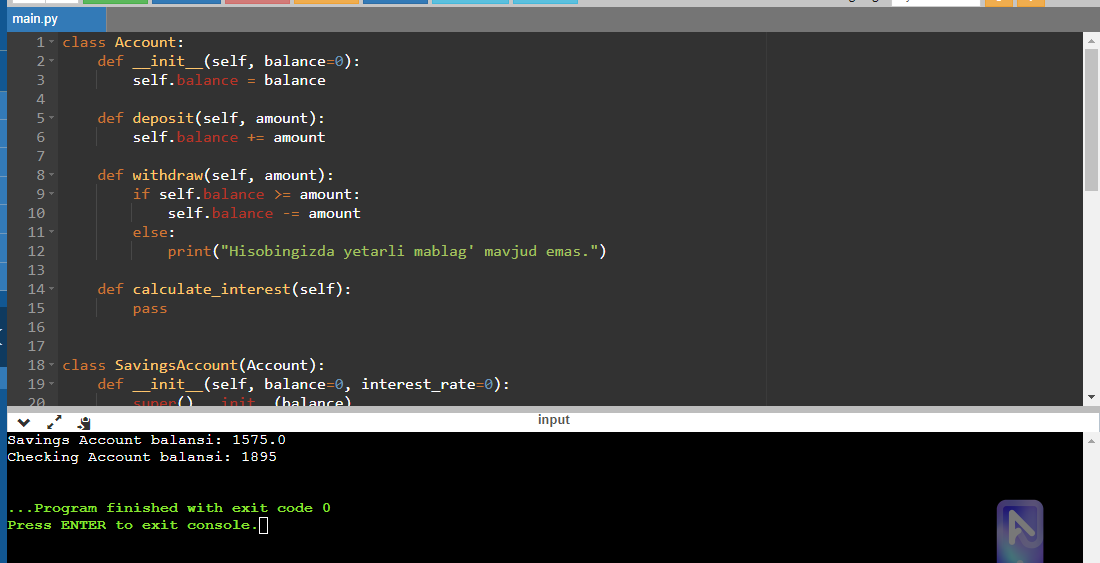 main.py
1 class Account:
2     def __init__(self, balance=0):
3         self.balance = balance
4
5     def deposit(self, amount):
6         self.balance += amount
7
8     def withdraw(self, amount):
9         if self.balance >= amount:
10             self.balance -= amount
11         else:
12             print("Hisobingizda yetarli mablag' mavjud emas.")
13
14     def calculate_interest(self):
15         pass
16
17
18 class SavingsAccount(Account):
19     def __init__(self, balance=0, interest_rate=0):
20         super().__init__(balance)
input
Savings Account balansi: 1575.0
Checking Account balansi: 1895
...Program finished with exit code 0
Press ENTER to exit console.